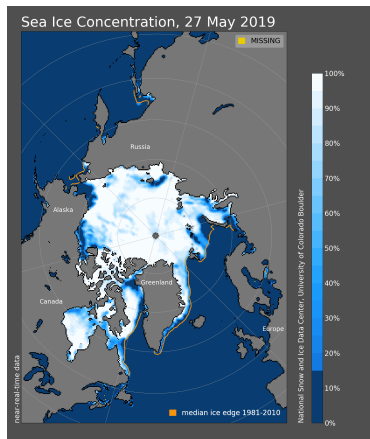 Sea Ice Concentration, 27 May 2019
MISSING
Russia
Alaska
Canada
Greenland
Europe
near-real-time data
median ice edge 1981-2010
100%
90%
80%
70%
60%
50%
40%
30%
20%
10%
0%
National Snow and Ice Data Center, University of Colorado Boulder